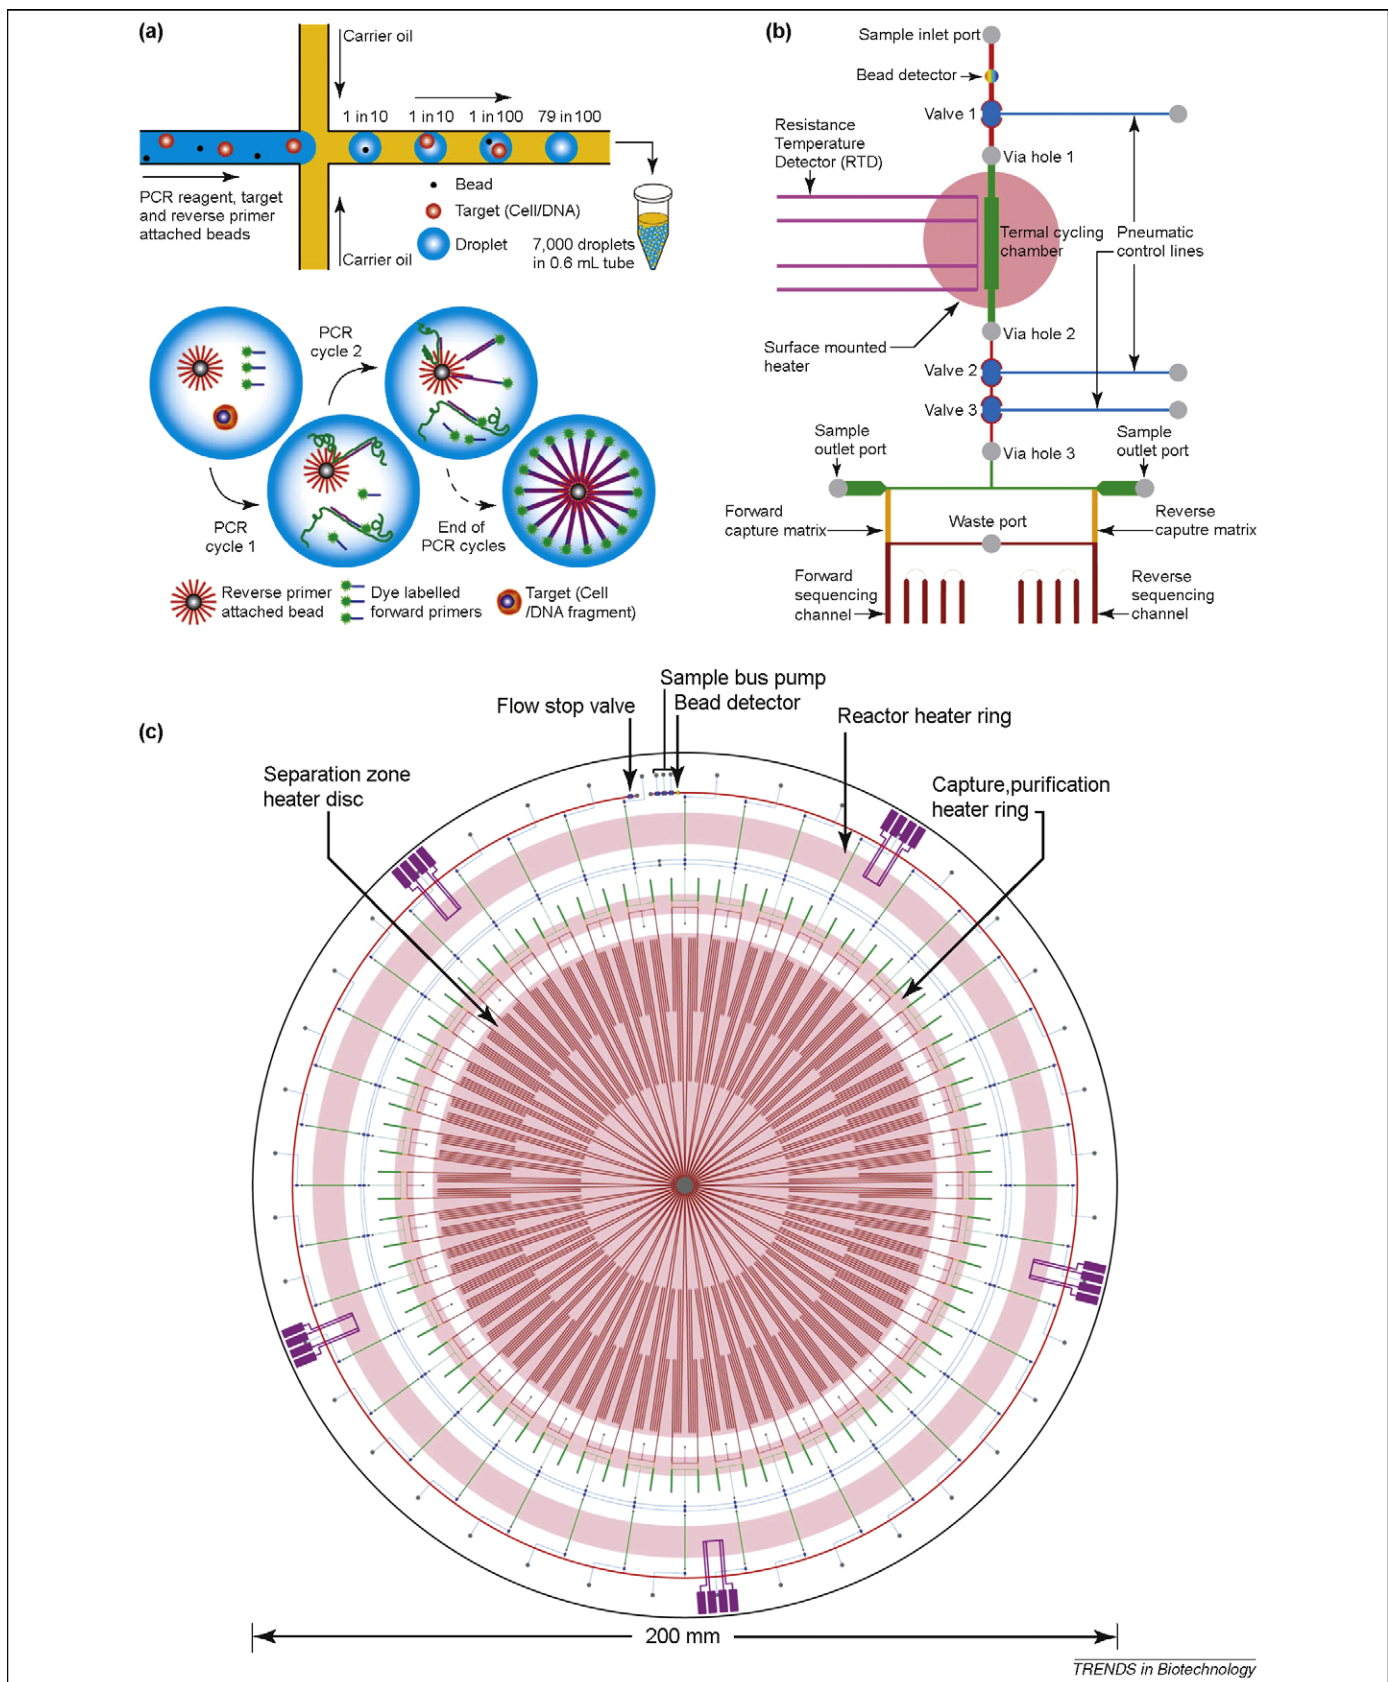 (a)
Carrier oil
1 in 10
1 in 10
1 in 100
79 in 100
PCR reagent, target
and reverse primer
attached beads
Bead
Target (Cell/DNA)
Droplet
7,000 droplets
in 0.6 mL tube
Carrier oil
PCR
cycle 2
PCR
cycle 1
End of
PCR cycles
Reverse primer
attached bead
Dye labelled
forward primers
Target (Cell
/DNA fragment)
(b)
Sample inlet port
Bead detector
Valve 1
Resistance
Temperature
Detector (RTD)
Via hole 1
Termal cycling
chamber
Pneumatic
control lines
Via hole 2
Surface mounted
heater
Valve 2
Valve 3
Sample
outlet port
Via hole 3
Sample
outlet port
Forward
capture matrix
Waste port
Reverse
caputre matrix
Forward
sequencing
channel
Reverse
sequencing
channel
(c)
Sample bus pump
Flow stop valve
Bead detector
Reactor heater ring
Separation zone
heater disc
Capture,purification
heater ring
200 mm
TRENDS in Biotechnology